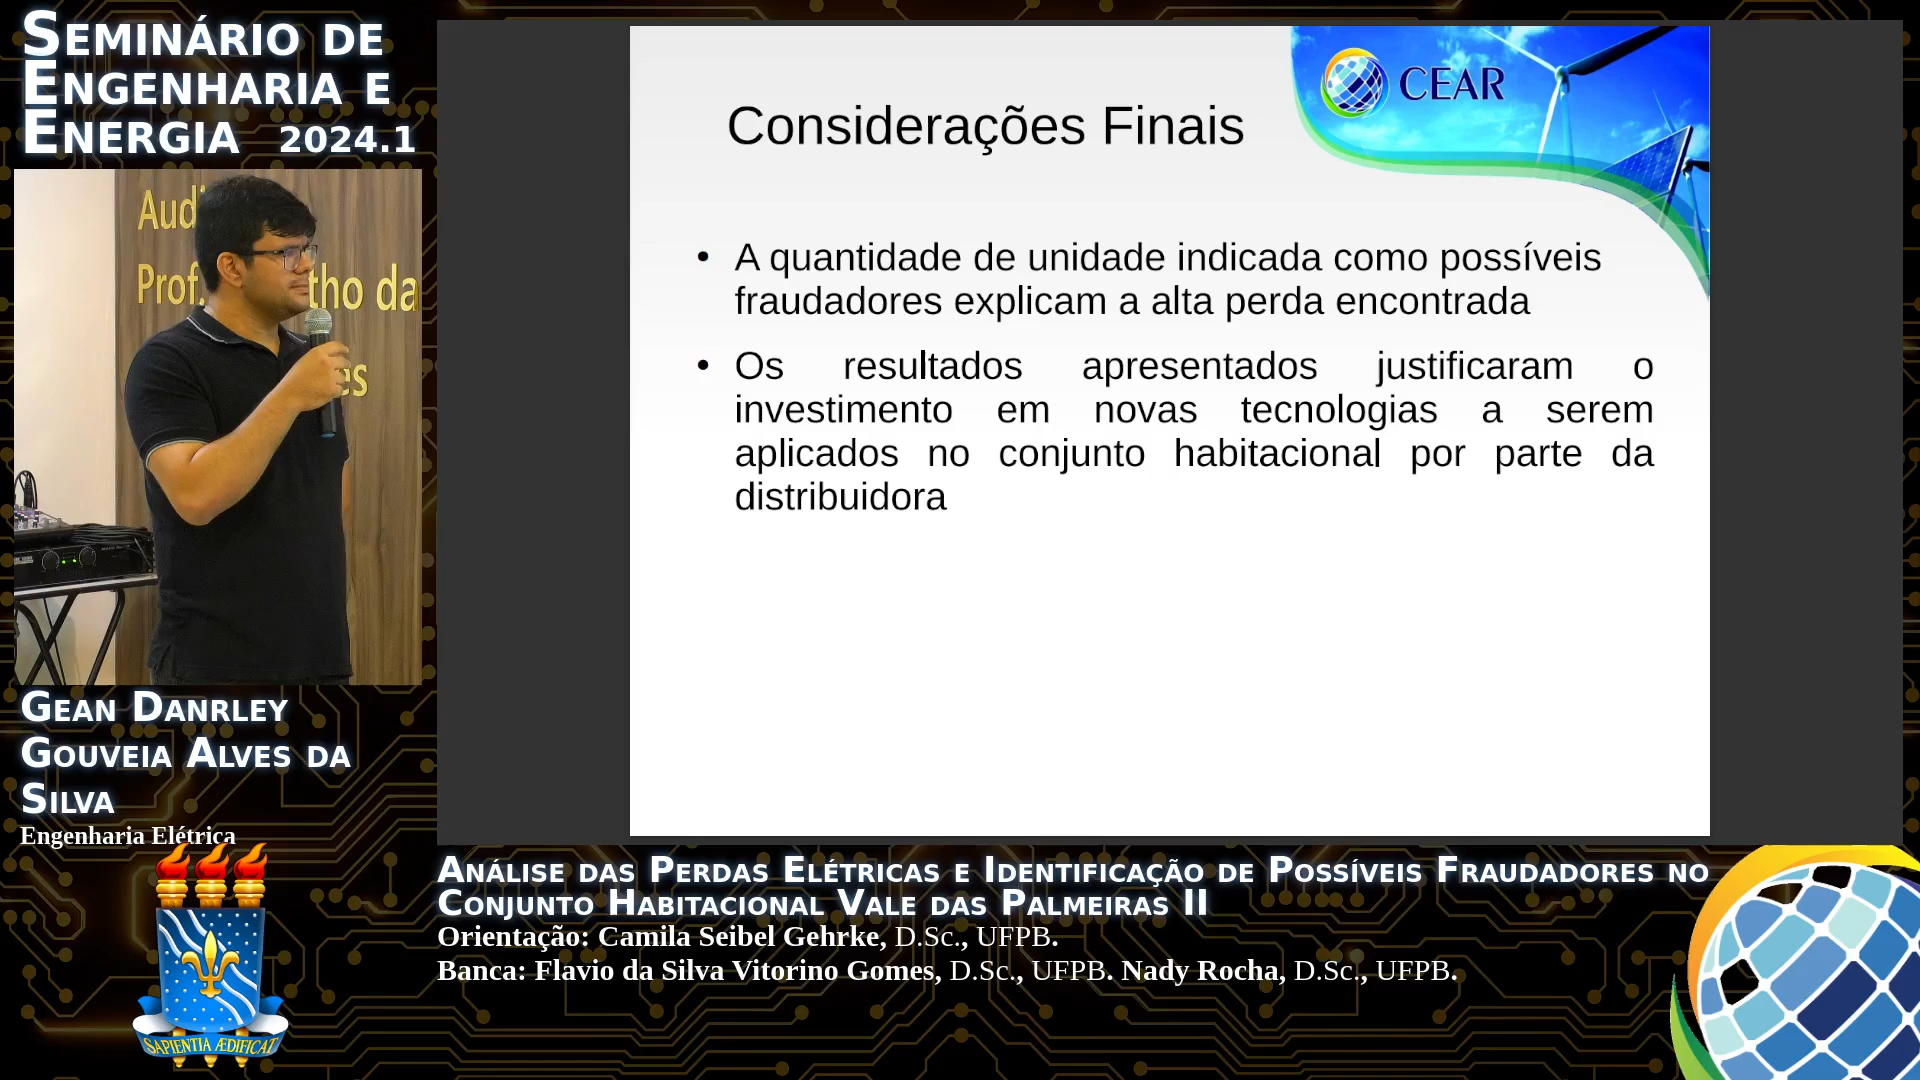 SEMINÁRIO DE
ENGENHARIA E
ENERGIA 2024.1
Prof.
tho da
es
GEAN DANRLEY
GOUVEIA ALVES DA
SILVA
Engenharia Elétrica
SAPIENTIA ÆDIFICAT
CEAR
Considerações Finais
• A quantidade de unidade indicada como possíveis
fraudadores explicam a alta perda encontrada
• Os resultados apresentados justificaram o
investimento em novas tecnologias a serem
aplicados no conjunto habitacional por parte da
distribuidora
ANÁLISE DAS PERDAS ELÉTRICAS E IDENTIFICAÇÃO DE POSSÍVEIS FRAUDADORES NO
CONJUNTO HABITACIONAL VALE DAS PALMEIRAS II
Orientação: Camila Seibel Gehrke, D.Sc., UFPB.
Banca: Flavio da Silva Vitorino Gomes, D.Sc., UFPB. Nady Rocha, D.Sc., UFPB.